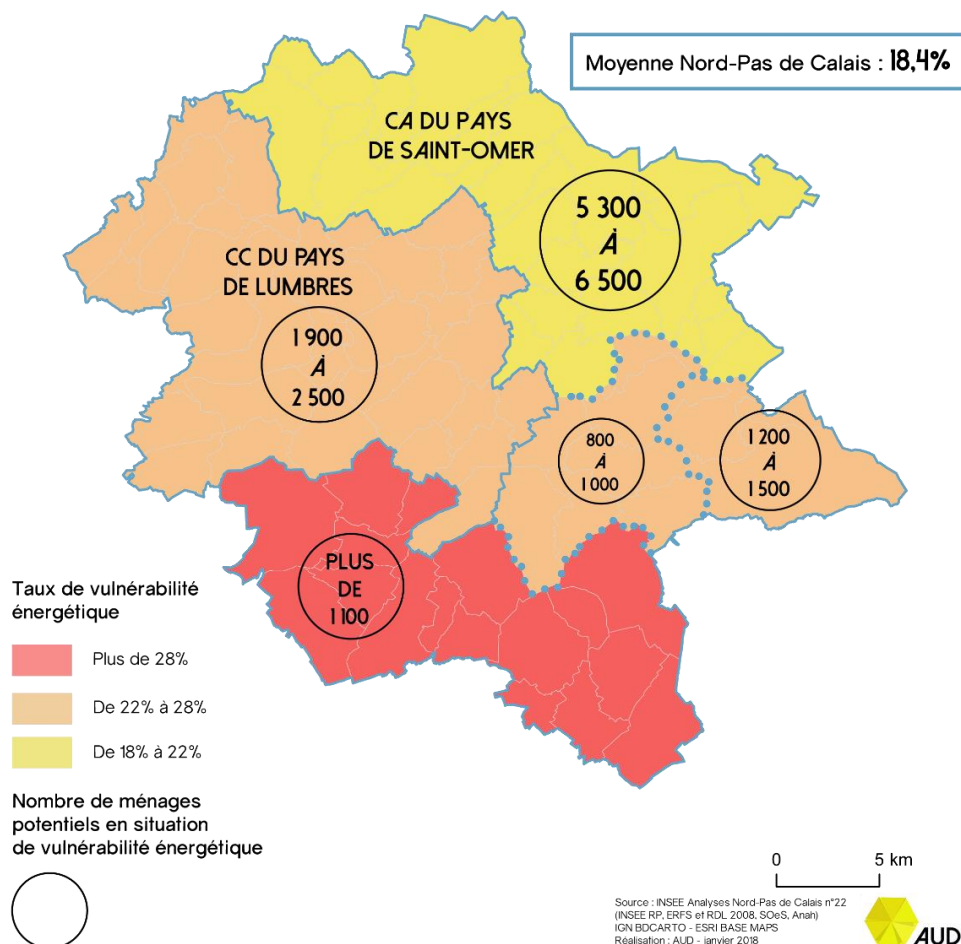 Moyenne Nord-Pas de Calais : 18,4%
CA DU PAYS
DE SAINT-OMER
5 300
À
6 500
CC DU PAYS
DE LUMBRES
1 900
À
2 500
800
À
1 000
1 200
À
1 500
PLUS
DE
1 100
Taux de vulnérabilité
énergétique
Plus de 28%
De 22% à 28%
De 18% à 22%
Nombre de ménages
potentiels en situation
de vulnérabilité énergétique
0 5 km
Source : INSEE Analyses Nord-Pas de Calais n°22
(INSEE RP, ERFS et RDL 2008, SOeS, Anah)
IGN BDCARTO - ESRI BASE MAPS
Réalisation : AUD - janvier 2018
AUD